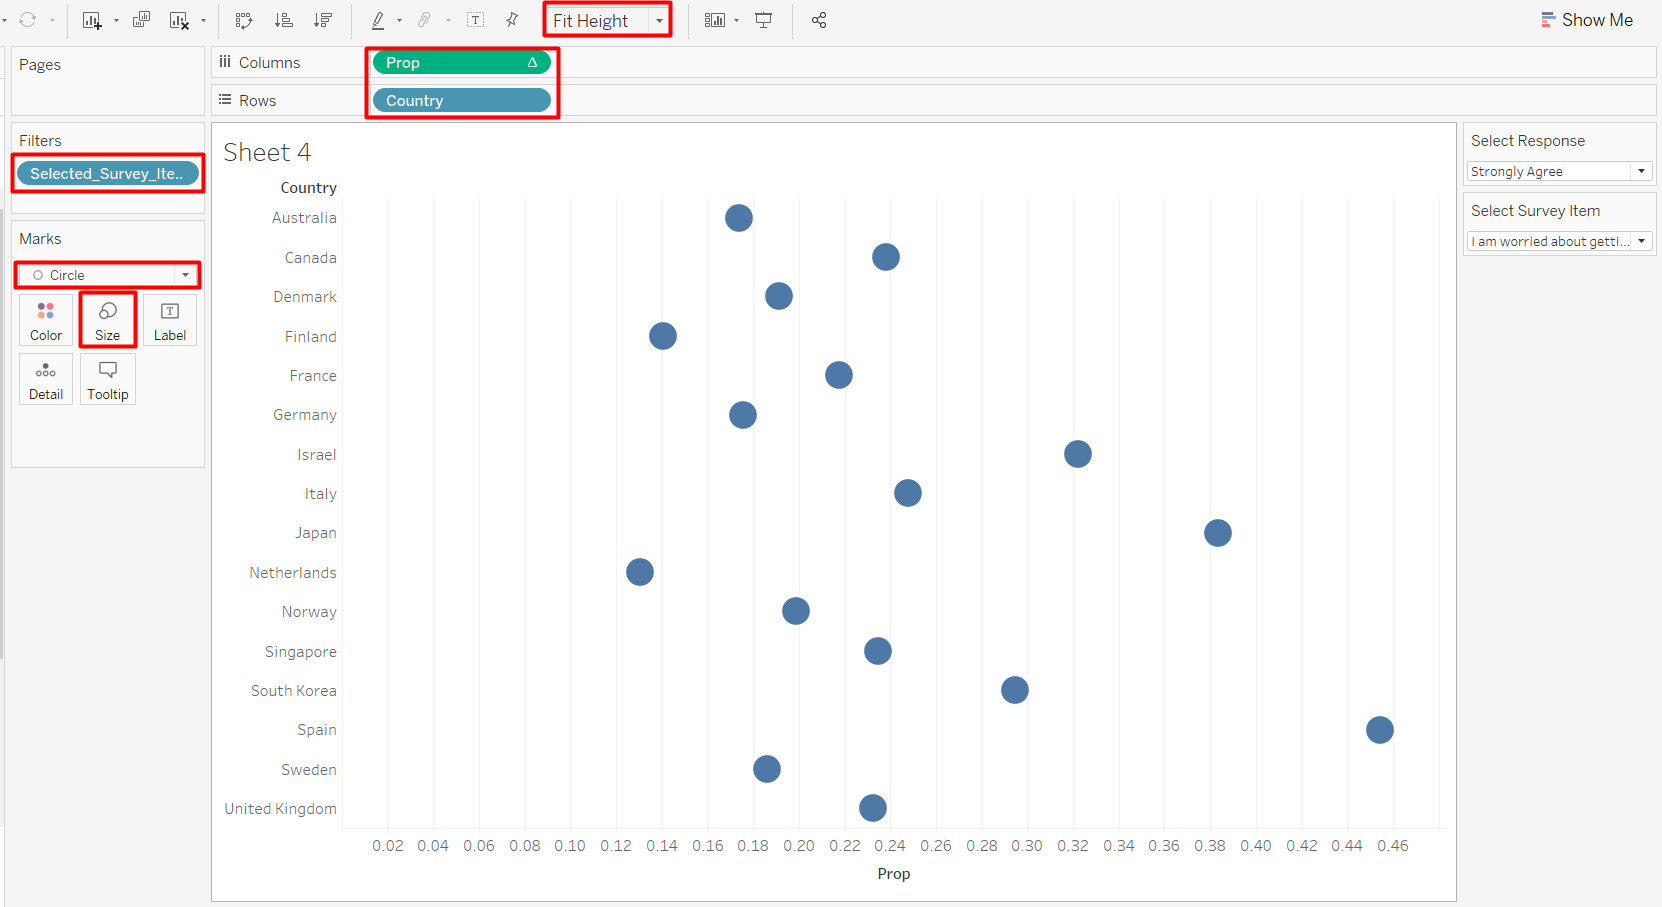 Fit Height
Show Me
Pages
Columns
Prop
Rows
Country
Filters
Selected_Survey_Ite..
Marks
Circle
Color
Size
Label
Detail
Tooltip
Sheet 4
Country
Australia
Canada
Denmark
Finland
France
Germany
Israel
Italy
Japan
Netherlands
Norway
Singapore
South Korea
Spain
Sweden
United Kingdom
0.02 0.04 0.06 0.08 0.10 0.12 0.14 0.16 0.18 0.20 0.22 0.24 0.26 0.28 0.30 0.32 0.34 0.36 0.38 0.40 0.42 0.44 0.46
Prop
Select Response
Strongly Agree
Select Survey Item
I am worried about getti...